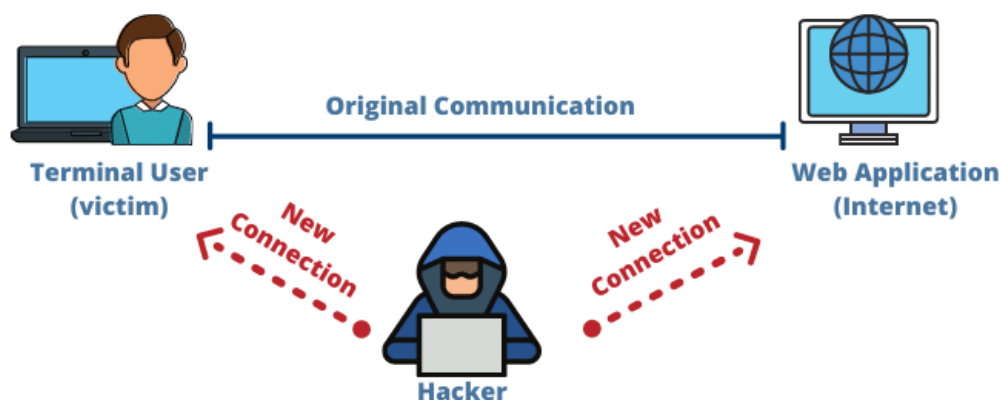 Original Communication
Terminal User
(victim)
Web Application
(Internet)
New
Connection
New
Connection
Hacker